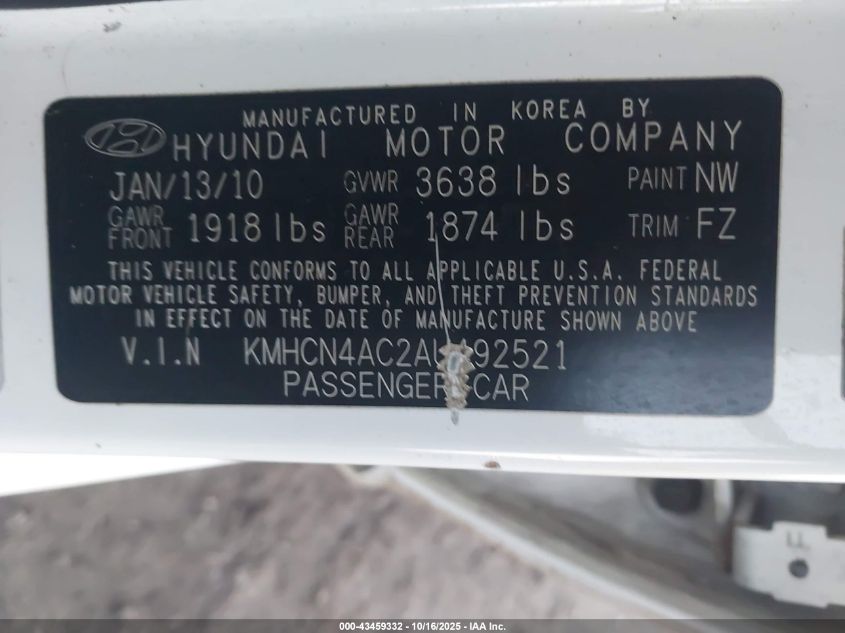 MANUFACTURED IN KOREA BY
HYUNDAI MOTOR COMPANY
JAN/13/10 GVWR 3638 lbs PAINT NW
GAWR FRONT 1918 lbs GAWR REAR 1874 lbs TRIM FZ
THIS VEHICLE CONFORMS TO ALL APPLICABLE U.S.A. FEDERAL
MOTOR VEHICLE SAFETY, BUMPER, AND THEFT PREVENTION STANDARDS
IN EFFECT ON THE DATE OF MANUFACTURE SHOWN ABOVE
V.I.N KMHCN4AC2AU492521
PASSENGER CAR
F
000-43459332 - 10/16/2025 - IAA Inc.